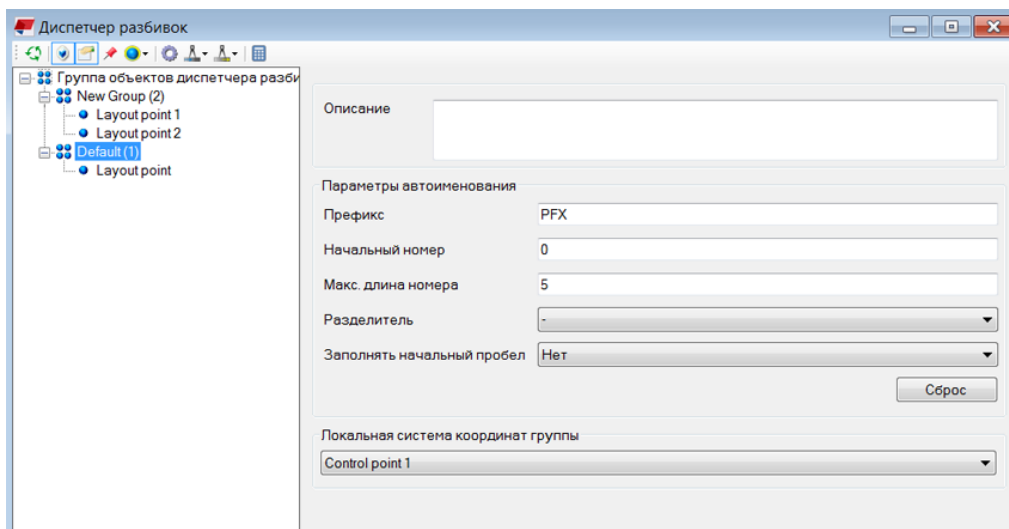 Диспетчер разбивок
Группа объектов диспетчера разби
New Group (2)
Layout point 1
Layout point 2
Default (1)
Layout point
Описание
Параметры автоименования
Префикс PFX
Начальный номер 0
Макс. длина номера 5
Разделитель -
Заполнять начальный пробел Нет
Сброс
Локальная система координат группы
Control point 1